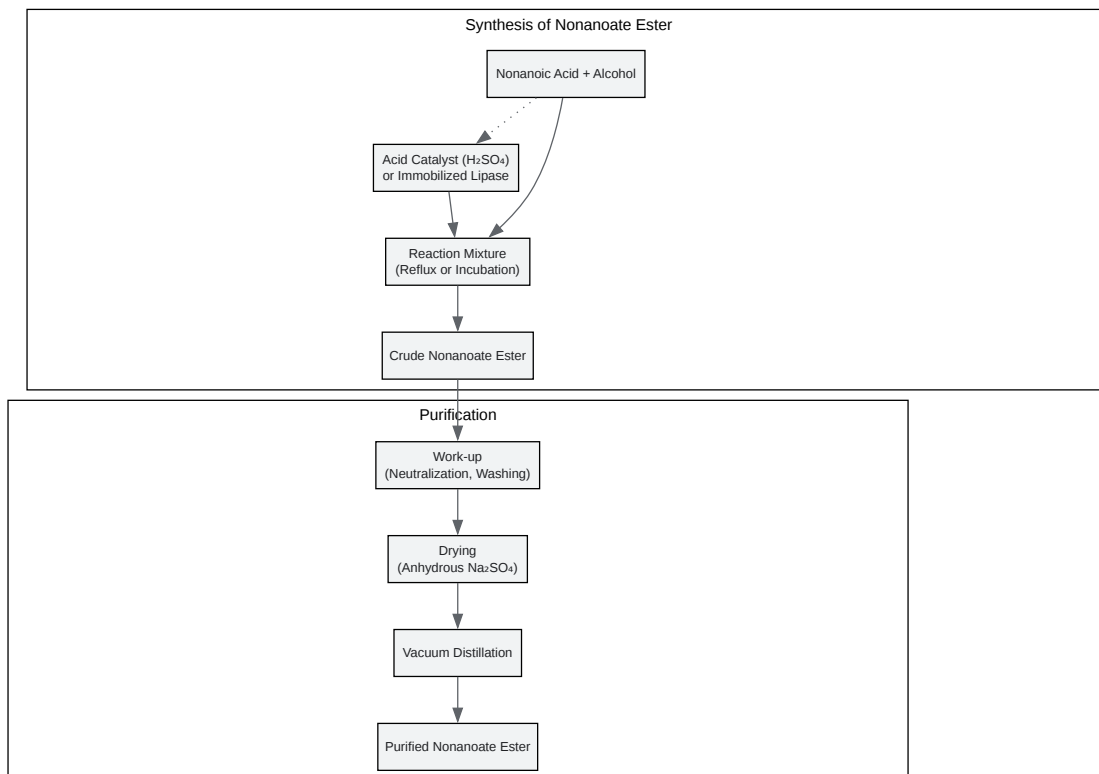 Synthesis of Nonanoate Ester
Nonanoic Acid + Alcohol
Acid Catalyst (H₂SO₄)
or Immobilized Lipase
Reaction Mixture
(Reflux or Incubation)
Crude Nonanoate Ester
Purification
Work-up
(Neutralization, Washing)
Drying
(Anhydrous Na₂SO₄)
Vacuum Distillation
Purified Nonanoate Ester